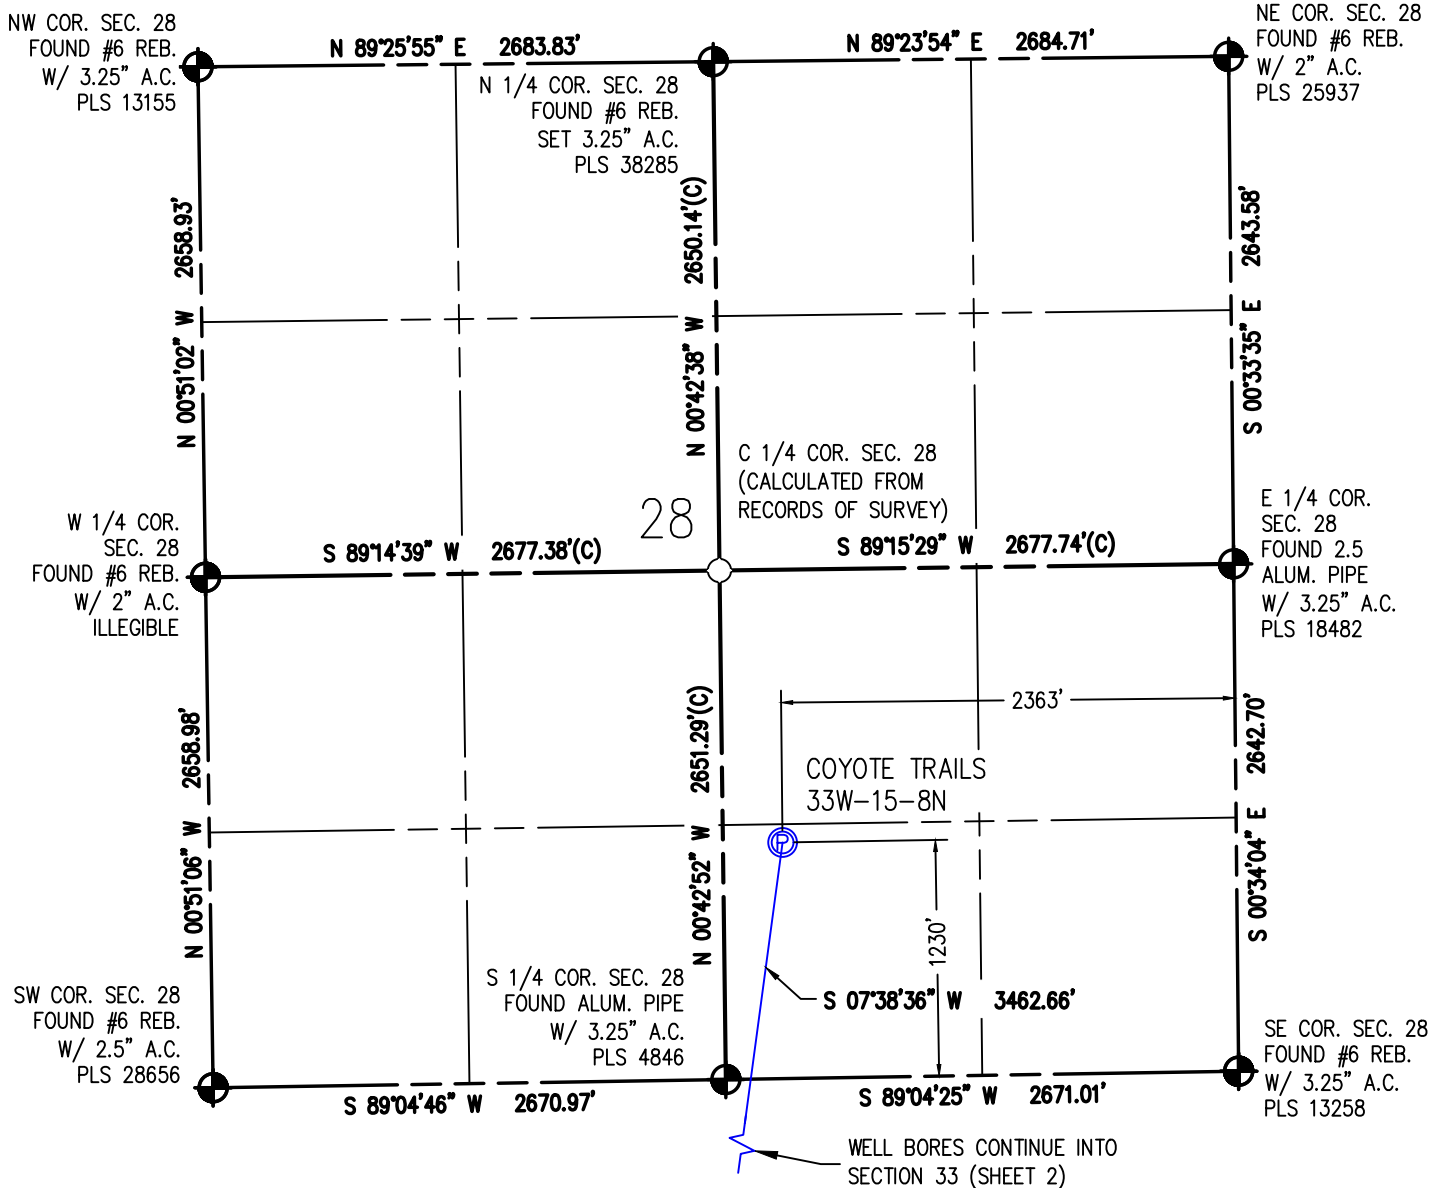 NW COR. SEC. 28
FOUND #6 REB.
W/ 3.25" A.C.
PLS 13155
N 89°25'55" E 2683.83'
N 1/4 COR. SEC. 28
FOUND #6 REB.
SET 3.25" A.C.
PLS 38285
N 89°23'54" E 2684.71'
NE COR. SEC. 28
FOUND #6 REB.
W/ 2" A.C.
PLS 25937
N 00°51'02" W 2658.93'
N 00°42'38" W 2650.14'(C)
S 00°33'35" E 2643.58'
C 1/4 COR. SEC. 28
(CALCULATED FROM
RECORDS OF SURVEY)
28
W 1/4 COR.
SEC. 28
FOUND #6 REB.
W/ 2" A.C.
ILLEGIBLE
S 89°14'39" W 2677.38'(C)
S 89°15'29" W 2677.74'(C)
E 1/4 COR.
SEC. 28
FOUND 2.5
ALUM. PIPE
W/ 3.25" A.C.
PLS 18482
2363'
COYOTE TRAILS
33W-15-8N
P
N 00°51'06" W 2658.98'
N 00°42'52" W 2651.29'(C)
1230'
S 00°34'04" E 2642.70'
S 07°38'36" W 3462.66'
SW COR. SEC. 28
FOUND #6 REB.
W/ 2.5" A.C.
PLS 28656
S 1/4 COR. SEC. 28
FOUND ALUM. PIPE
W/ 3.25" A.C.
PLS 4846
SE COR. SEC. 28
FOUND #6 REB.
W/ 3.25" A.C.
PLS 13258
S 89°04'46" W 2670.97'
S 89°04'25" W 2671.01'
WELL BORES CONTINUE INTO
SECTION 33 (SHEET 2)